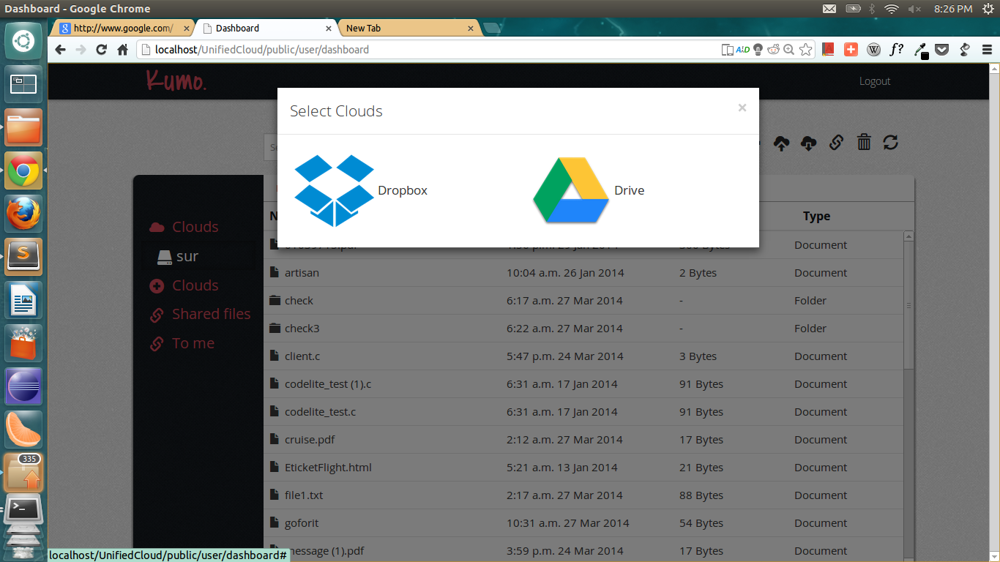 Dashboard - Google Chrome
8:26 PM
http://www.google.com/
Dashboard
New Tab
localhost/UnifiedCloud/public/user/dashboard
Kumo.
Logout
Select Clouds
×
Dropbox
Drive
Clouds
sur
Clouds
Shared files
To me
Type
Document
artisan 10:04 a.m. 26 Jan 2014 2 Bytes Document
check 6:17 a.m. 27 Mar 2014 - Folder
check3 6:22 a.m. 27 Mar 2014 - Folder
client.c 5:47 p.m. 24 Mar 2014 3 Bytes Document
codelite_test (1).c 6:31 a.m. 17 Jan 2014 91 Bytes Document
codelite_test.c 6:31 a.m. 17 Jan 2014 91 Bytes Document
cruise.pdf 2:12 a.m. 27 Mar 2014 17 Bytes Document
EticketFlight.html 5:21 a.m. 13 Jan 2014 21 Bytes Document
file1.txt 2:17 a.m. 27 Mar 2014 88 Bytes Document
goforit 10:31 a.m. 27 Mar 2014 54 Bytes Document
message (1).pdf 3:59 p.m. 24 Mar 2014 17 Bytes Document
335
localhost/UnifiedCloud/public/user/dashboard#